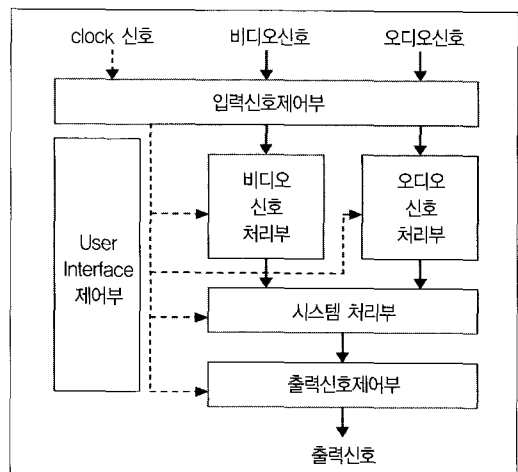 clock 신호
비디오신호
오디오신호
입력신호제어부
비디오
신호
처리부
오디오
신호
처리부
User
Interface
제어부
시스템 처리부
출력신호제어부
출력신호